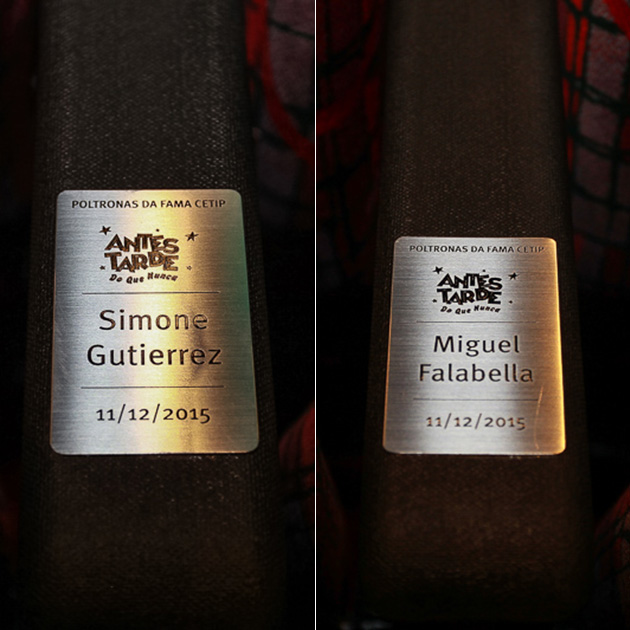 POLTRONAS DA FAMA CETIP
ANTES
TARDE
Do Que Nunca
Simone
Gutierrez
11/12/2015
POLTRONAS DA FAMA CETIP
ANTES
TARDE
Do Que Nunca
Miguel
Falabella
11/12/2015